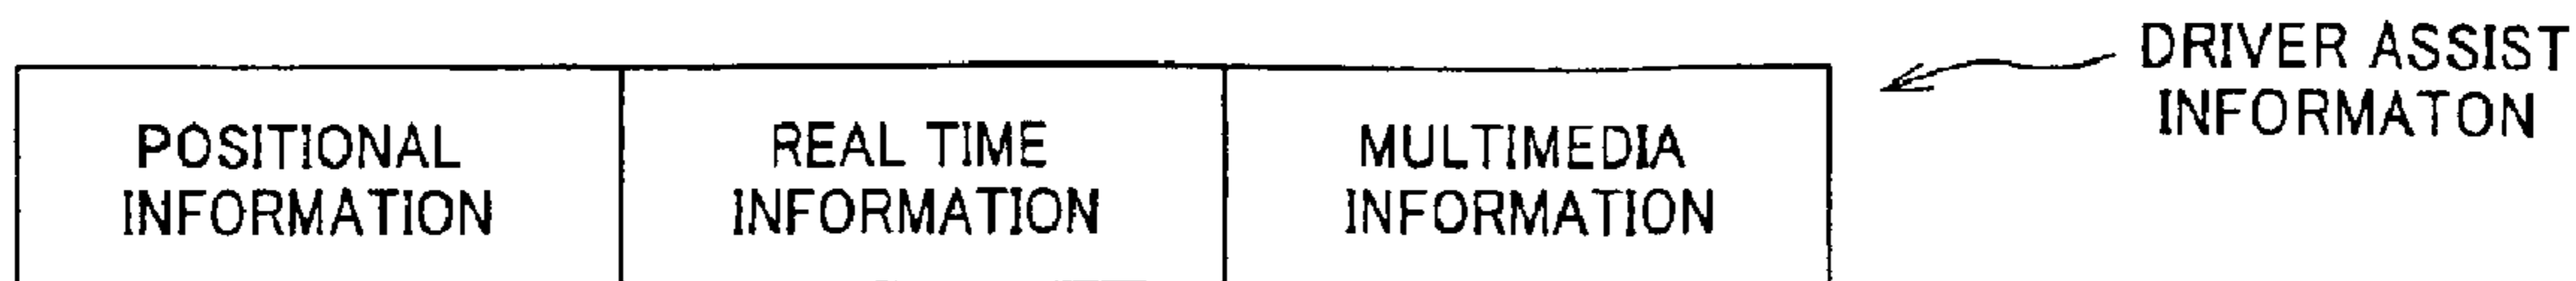 DRIVER ASSIST
INFORMATON
POSITIONAL
INFORMATION
REAL TIME
INFORMATION
MULTIMEDIA
INFORMATION